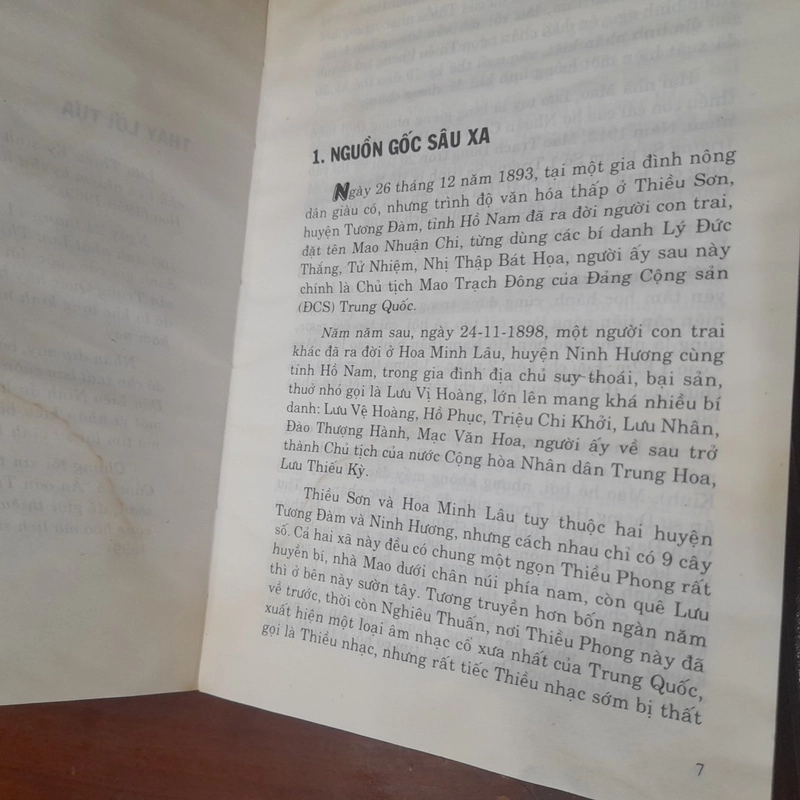 THAY LỜI TỰA
1. NGUỒN GỐC SÂU XA
Ngày 26 tháng 12 năm 1893, tại một gia đình nông
dân giàu có, nhưng trình độ văn hóa thấp ở Thiều Sơn,
huyện Tương Đàm, tỉnh Hồ Nam đã ra đời người con trai,
đặt tên Mao Nhuận Chi, từng dùng các bí danh Lý Đức
Thắng, Tử Nhiệm, Nhị Thập Bát Họa, người ấy sau này
chính là Chủ tịch Mao Trạch Đông của Đảng Cộng sản
(ĐCS) Trung Quốc.
Năm năm sau, ngày 24-11-1898, một người con trai
khác đã ra đời ở Hoa Minh Lâu, huyện Ninh Hương cùng
tỉnh Hồ Nam, trong gia đình địa chủ suy thoái, bại sản,
thuở nhỏ gọi là Lưu Vị Hoàng, lớn lên mang khá nhiều bí
danh: Lưu Vệ Hoàng, Hồ Phục, Triệu Chi Khởi, Lưu Nhân,
Đào Thượng Hành, Mạc Văn Hoa, người ấy về sau trở
thành Chủ tịch của nước Cộng hòa Nhân dân Trung Hoa,
Lưu Thiếu Kỳ.
Thiều Sơn và Hoa Minh Lâu tuy thuộc hai huyện
Tương Đàm và Ninh Hương, nhưng cách nhau chỉ có 9 cây
số. Cả hai xã này đều có chung một ngọn Thiều Phong rất
huyền bí, nhà Mao dưới chân núi phía nam, còn quê Lưu
thì ở bên này sườn tây. Tương truyền hơn bốn ngàn năm
về trước, thời còn Nghiêu Thuấn, nơi Thiều Phong này đã
xuất hiện một loại âm nhạc cổ xưa nhất của Trung Quốc,
gọi là Thiều nhạc, nhưng rất tiếc Thiều nhạc sớm bị thất
7